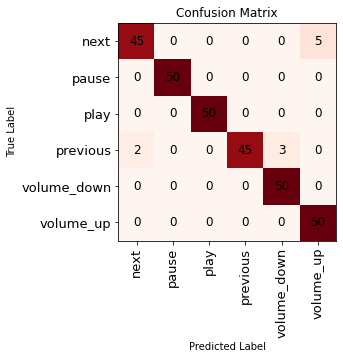 Confusion Matrix
True Label
next 45 0 0 0 0 5
pause 0 50 0 0 0 0
play 0 0 50 0 0 0
previous 2 0 0 45 3 0
volume_down 0 0 0 0 50 0
volume_up 0 0 0 0 0 50
next pause play previous volume_down volume_up
Predicted Label